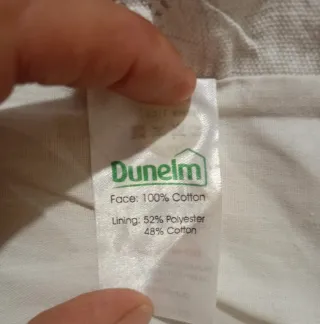 Dunelm
Face: 100% Cotton
Lining: 52% Polyester
48% Cotton